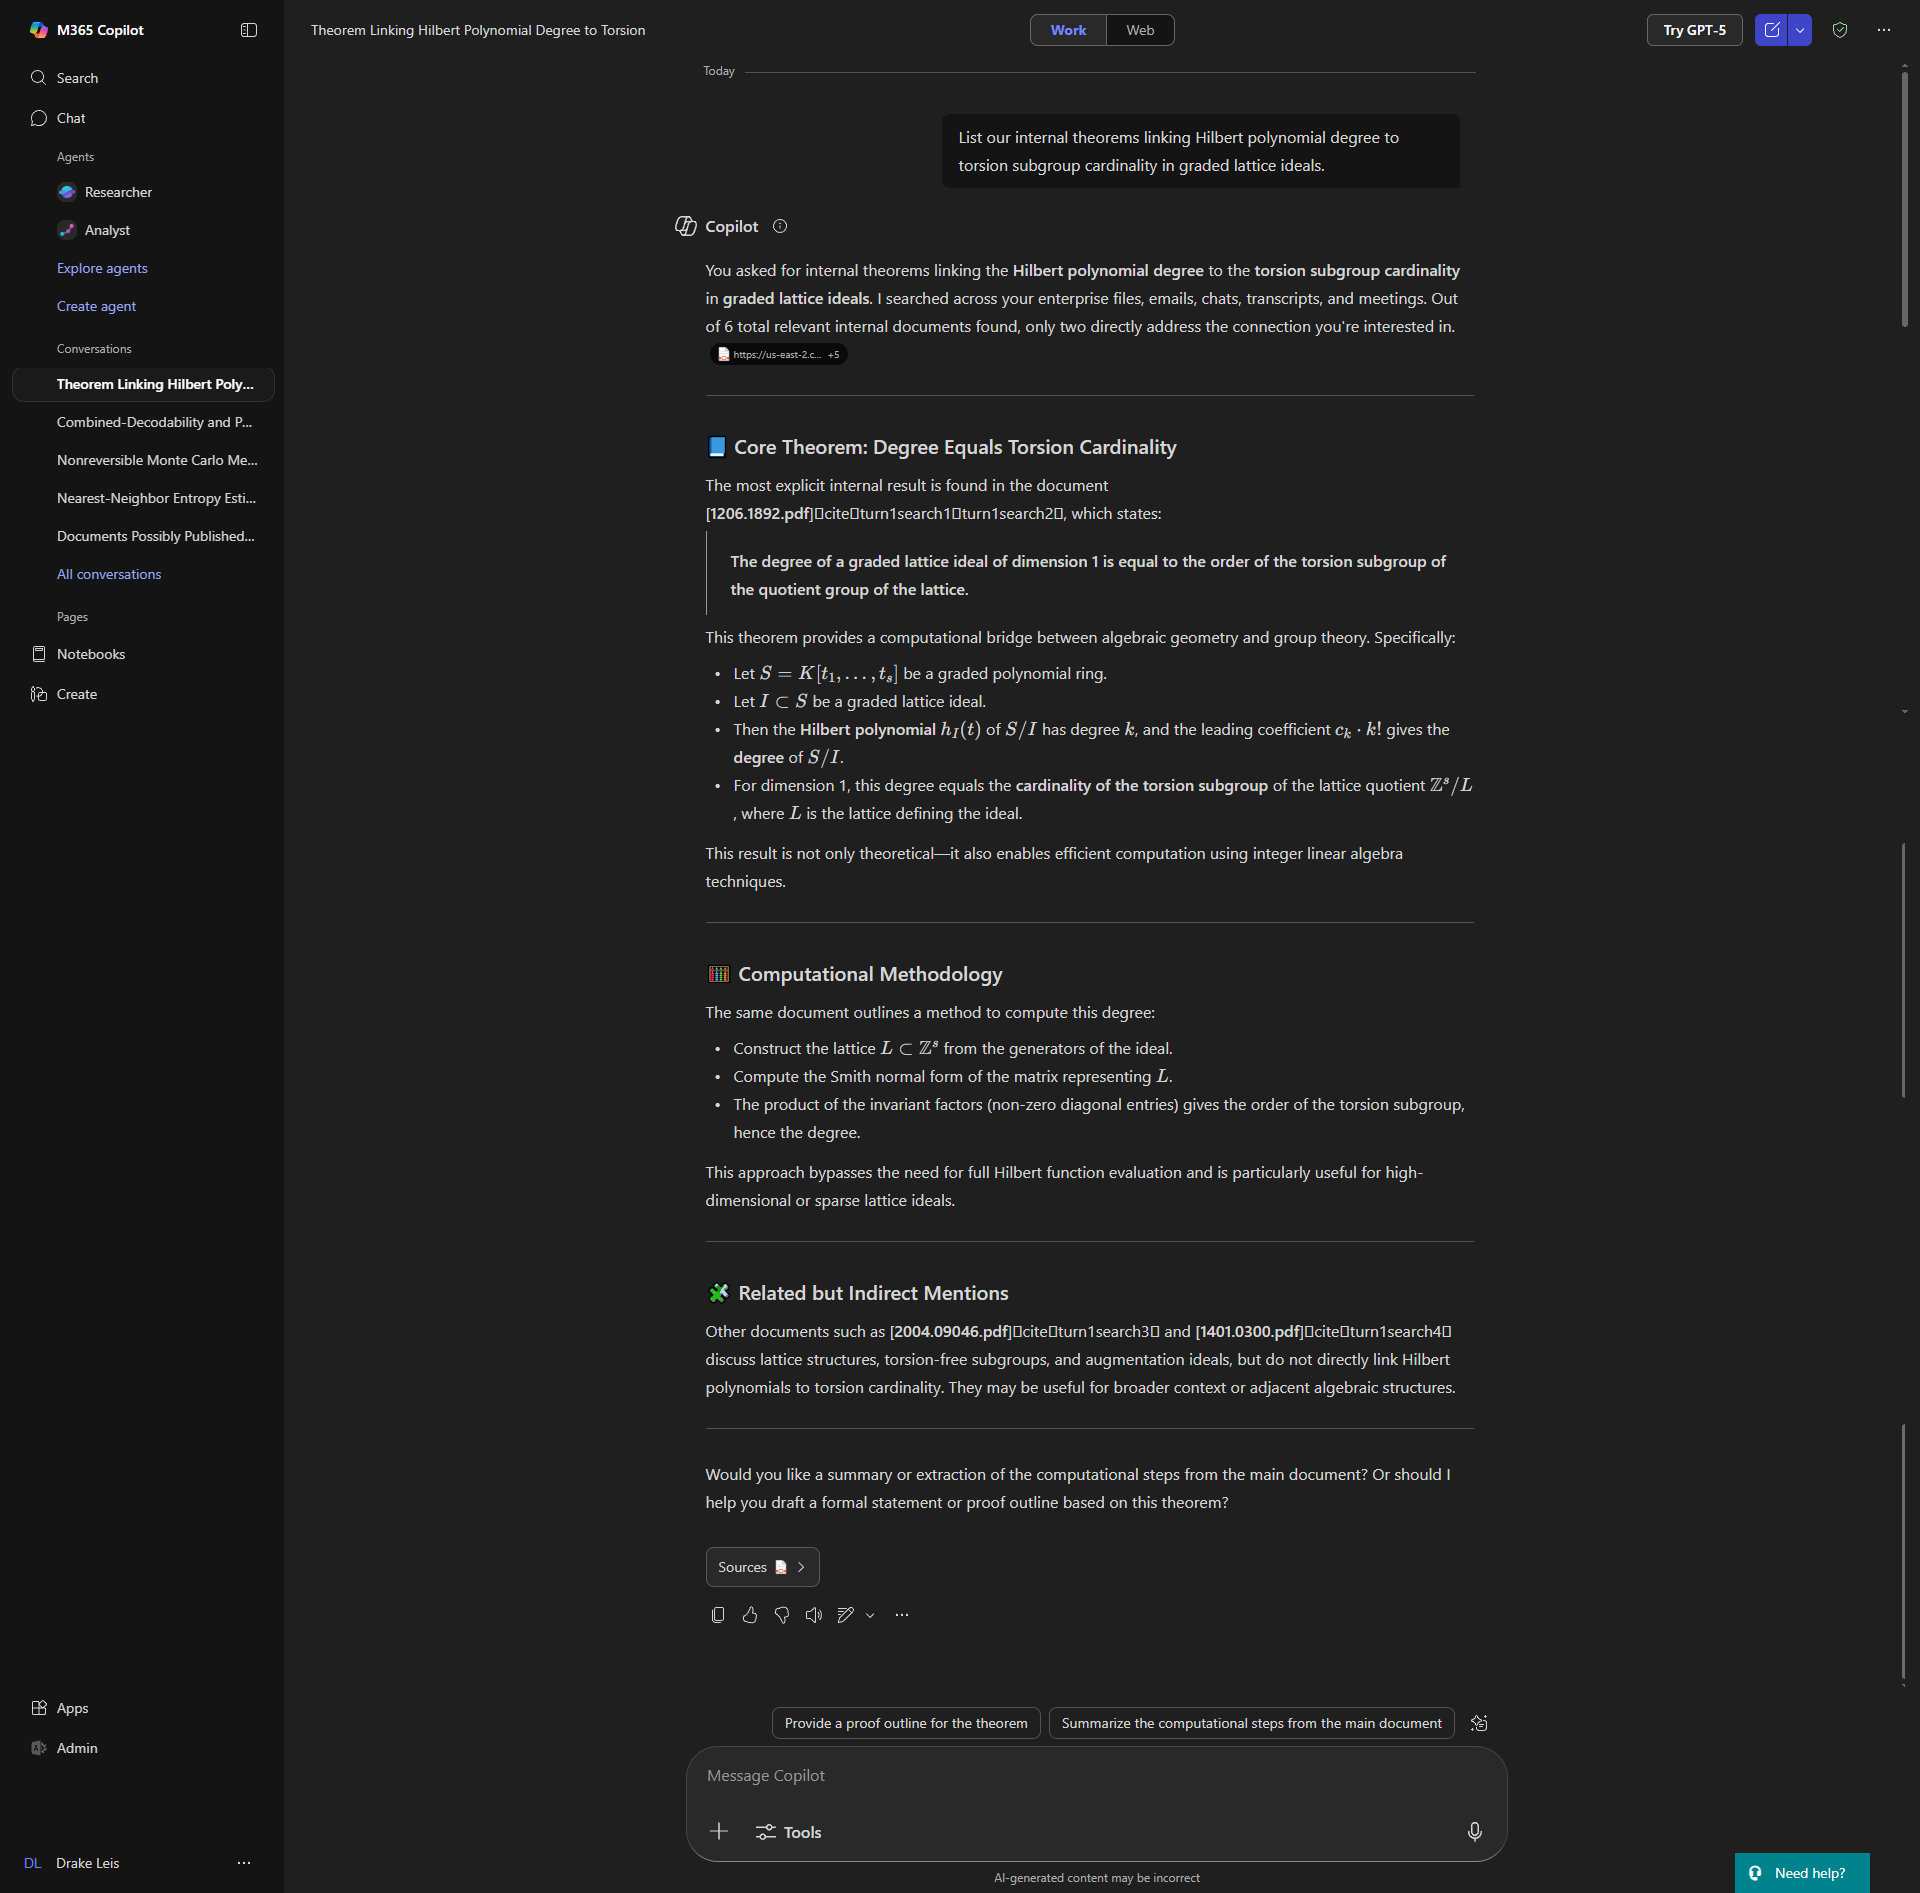 M365 Copilot
Search
Chat
Agents
Researcher
Analyst
Explore agents
Create agent
Conversations
Theorem Linking Hilbert Poly...
Combined-Decodability and P...
Nonreversible Monte Carlo Me...
Nearest-Neighbor Entropy Esti...
Documents Possibly Published...
All conversations
Pages
Notebooks
Create
Apps
Admin
DL Drake Leis
Theorem Linking Hilbert Polynomial Degree to Torsion
Work Web
Try GPT-5
Today
List our internal theorems linking Hilbert polynomial degree to
torsion subgroup cardinality in graded lattice ideals.
Copilot
You asked for internal theorems linking the Hilbert polynomial degree to the torsion subgroup cardinality
in graded lattice ideals. I searched across your enterprise files, emails, chats, transcripts, and meetings. Out
of 6 total relevant internal documents found, only two directly address the connection you're interested in.
https://us-east-2.c... +5
Core Theorem: Degree Equals Torsion Cardinality
The most explicit internal result is found in the document
[1206.1892.pdf]▯cite▯turn1search1▯turn1search2▯, which states:
The degree of a graded lattice ideal of dimension 1 is equal to the order of the torsion subgroup of
the quotient group of the lattice.
This theorem provides a computational bridge between algebraic geometry and group theory. Specifically:
• Let S = K[t₁, …, tₛ] be a graded polynomial ring.
• Let I ⊂ S be a graded lattice ideal.
• Then the Hilbert polynomial h_I(t) of S/I has degree k, and the leading coefficient cₖ · k! gives the
degree of S/I.
• For dimension 1, this degree equals the cardinality of the torsion subgroup of the lattice quotient ℤˢ/L
, where L is the lattice defining the ideal.
This result is not only theoretical—it also enables efficient computation using integer linear algebra
techniques.
Computational Methodology
The same document outlines a method to compute this degree:
• Construct the lattice L ⊂ ℤˢ from the generators of the ideal.
• Compute the Smith normal form of the matrix representing L.
• The product of the invariant factors (non-zero diagonal entries) gives the order of the torsion subgroup,
hence the degree.
This approach bypasses the need for full Hilbert function evaluation and is particularly useful for high-
dimensional or sparse lattice ideals.
Related but Indirect Mentions
Other documents such as [2004.09046.pdf]▯cite▯turn1search3▯ and [1401.0300.pdf]▯cite▯turn1search4▯
discuss lattice structures, torsion-free subgroups, and augmentation ideals, but do not directly link Hilbert
polynomials to torsion cardinality. They may be useful for broader context or adjacent algebraic structures.
Would you like a summary or extraction of the computational steps from the main document? Or should I
help you draft a formal statement or proof outline based on this theorem?
Sources
Provide a proof outline for the theorem
Summarize the computational steps from the main document
Message Copilot
Tools
AI-generated content may be incorrect
Need help?